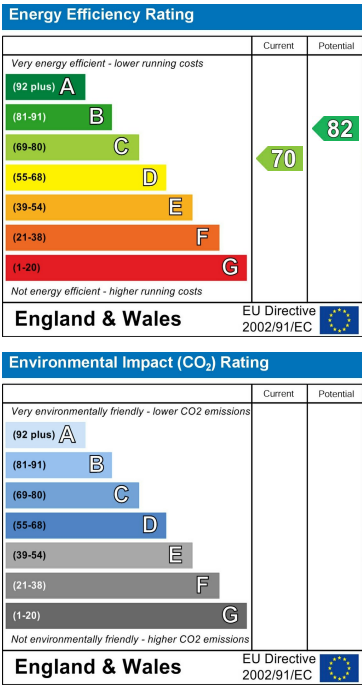 Energy Efficiency Rating
Current Potential
Very energy efficient - lower running costs
(92 plus) A
(81-91) B
(69-80) C
(55-68) D
(39-54) E
(21-38) F
(1-20) G
70
82
Not energy efficient - higher running costs
England & Wales
EU Directive
2002/91/EC
Environmental Impact (CO₂) Rating
Current Potential
Very environmentally friendly - lower CO2 emissions
(92 plus) A
(81-91) B
(69-80) C
(55-68) D
(39-54) E
(21-38) F
(1-20) G
Not environmentally friendly - higher CO2 emissions
England & Wales
EU Directive
2002/91/EC